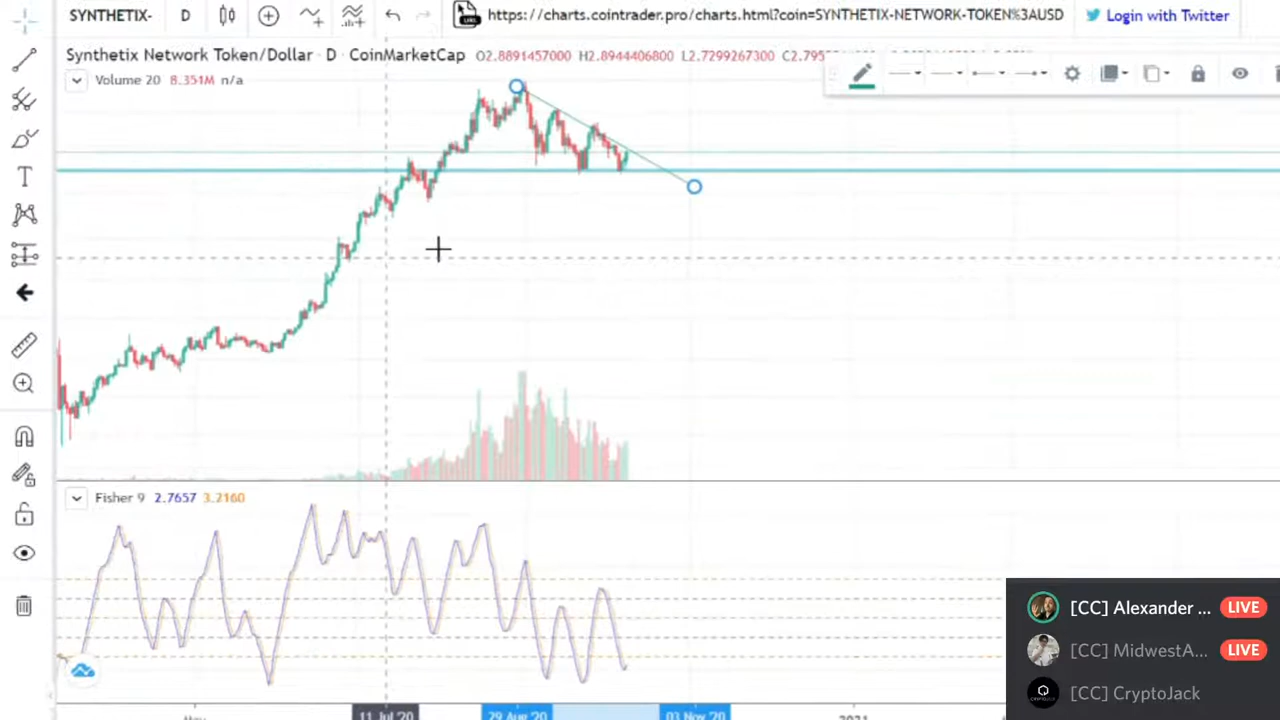 SYNTHETIX- D https://charts.cointrader.pro/charts.html?coin=SYNTHETIX-NETWORK-TOKEN%3AUSD Login with Twitter
Synthetix Network Token/Dollar · D · CoinMarketCap O2.8891457000 H2.8944406800 L2.7299267300
Volume 20 8.351M n/a
Fisher 9 2.7657 3.2160
[CC] Alexander ... LIVE
[CC] MidwestA... LIVE
[CC] CryptoJack
11 Jul '20 29 Aug '20 03 Nov '20 2021